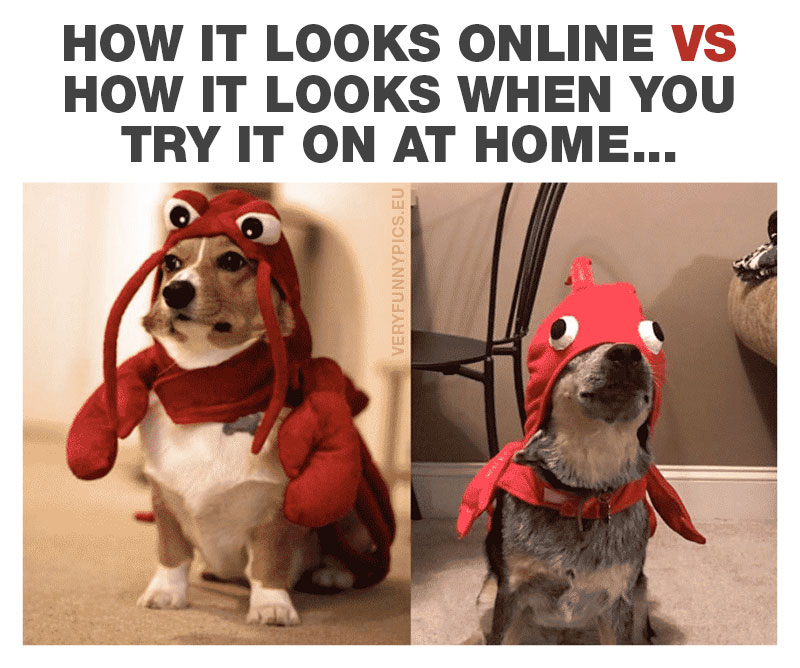 HOW IT LOOKS ONLINE VS
HOW IT LOOKS WHEN YOU
TRY IT ON AT HOME...
VERYFUNNYPICS.EU